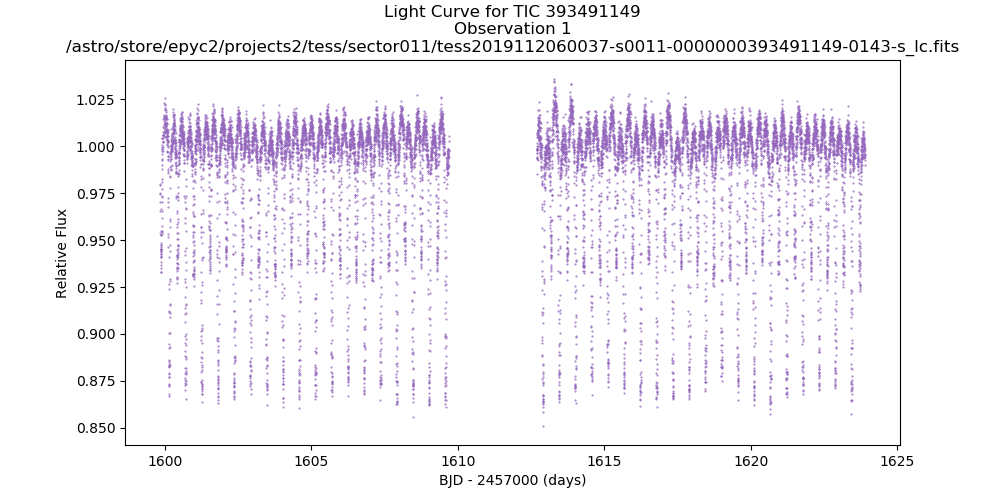 Light Curve for TIC 393491149
Observation 1
/astro/store/epyc2/projects2/tess/sector011/tess2019112060037-s0011-0000000393491149-0143-s_lc.fits
1.025
1.000
0.975
0.950
0.925
0.900
0.875
0.850
Relative Flux
1600 1605 1610 1615 1620 1625
BJD - 2457000 (days)